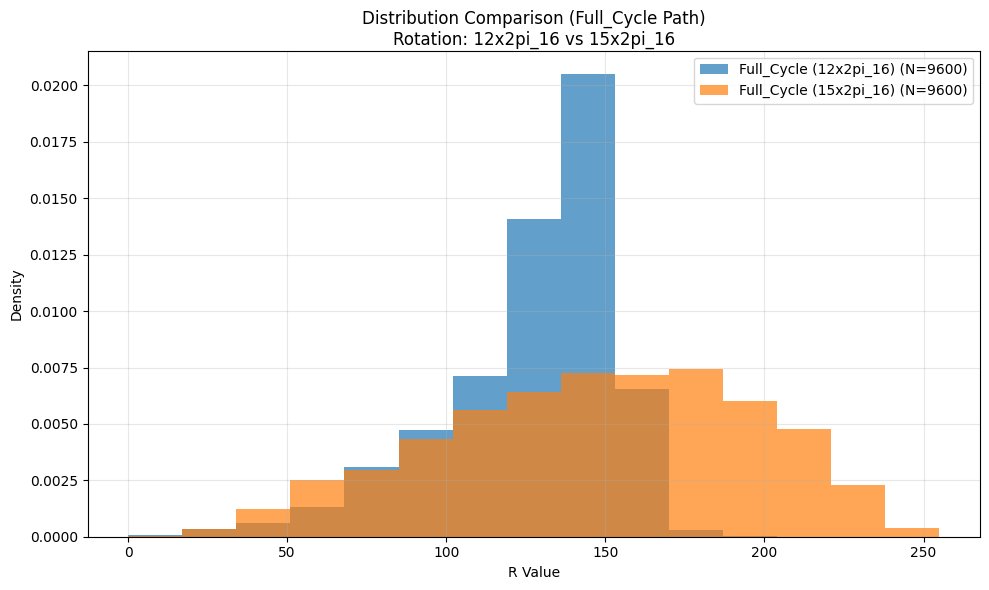 Distribution Comparison (Full_Cycle Path)
Rotation: 12x2pi_16 vs 15x2pi_16
Full_Cycle (12x2pi_16) (N=9600)
Full_Cycle (15x2pi_16) (N=9600)
0.0200
0.0175
0.0150
0.0125
0.0100
0.0075
0.0050
0.0025
0.0000
Density
0 50 100 150 200 250
R Value